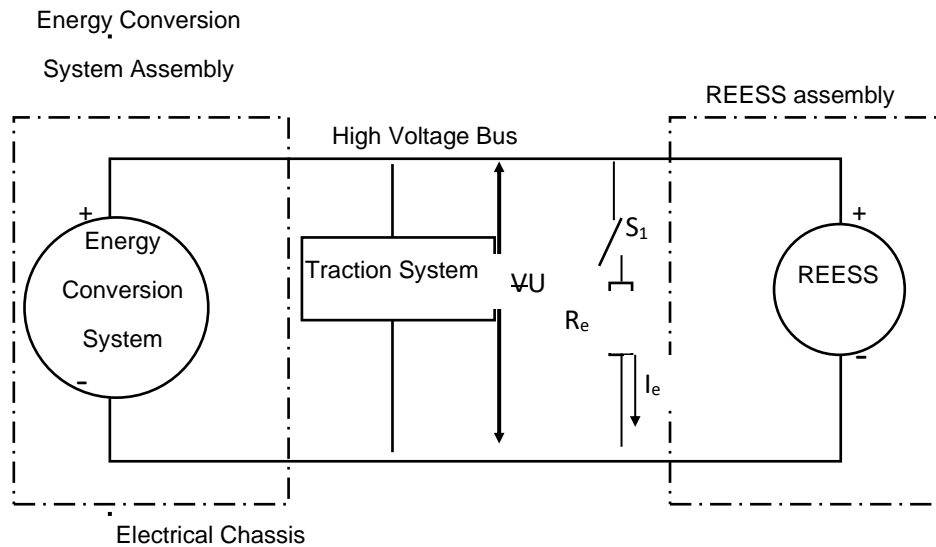 Energy Conversion
System Assembly
REESS assembly
High Voltage Bus
+
Energy
Conversion
System
-
Traction System
VU
S1
Re
Ie
+
REESS
-
Electrical Chassis